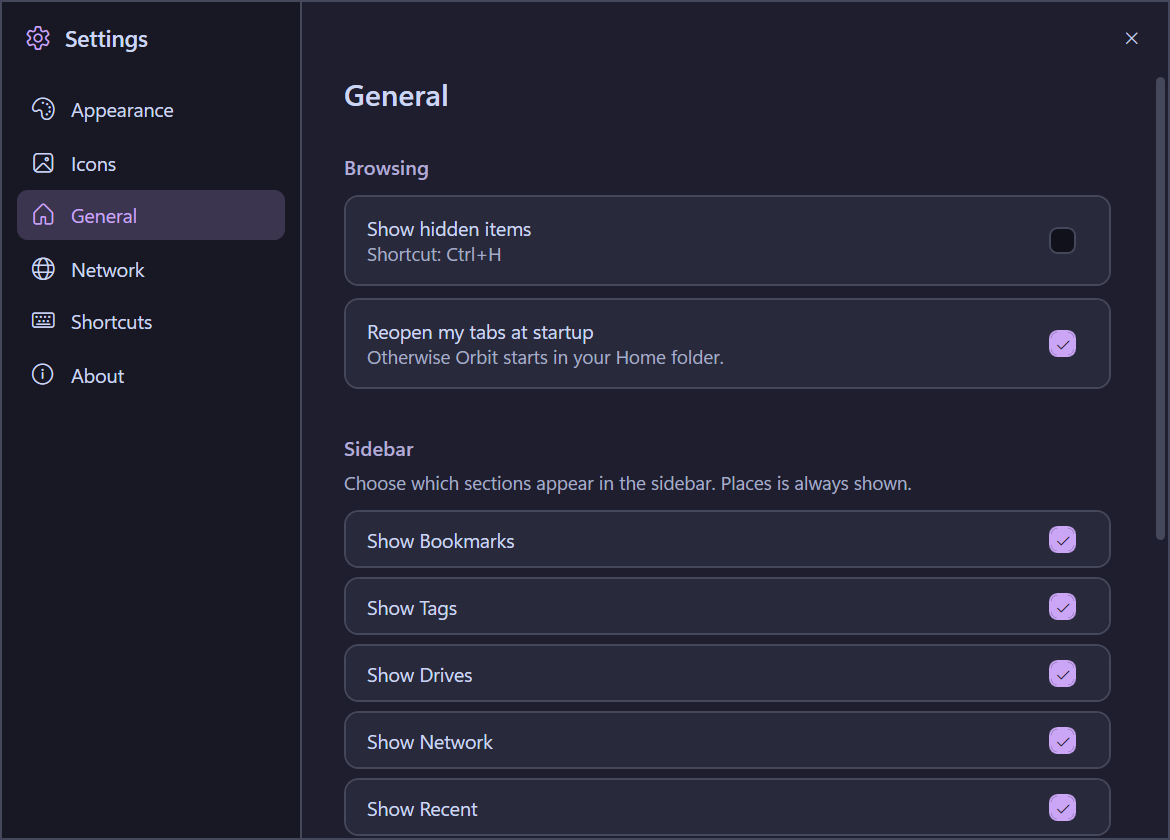 Settings
Appearance
Icons
General
Network
Shortcuts
About
General
Browsing
Show hidden items
Shortcut: Ctrl+H
Reopen my tabs at startup
Otherwise Orbit starts in your Home folder.
Sidebar
Choose which sections appear in the sidebar. Places is always shown.
Show Bookmarks
Show Tags
Show Drives
Show Network
Show Recent